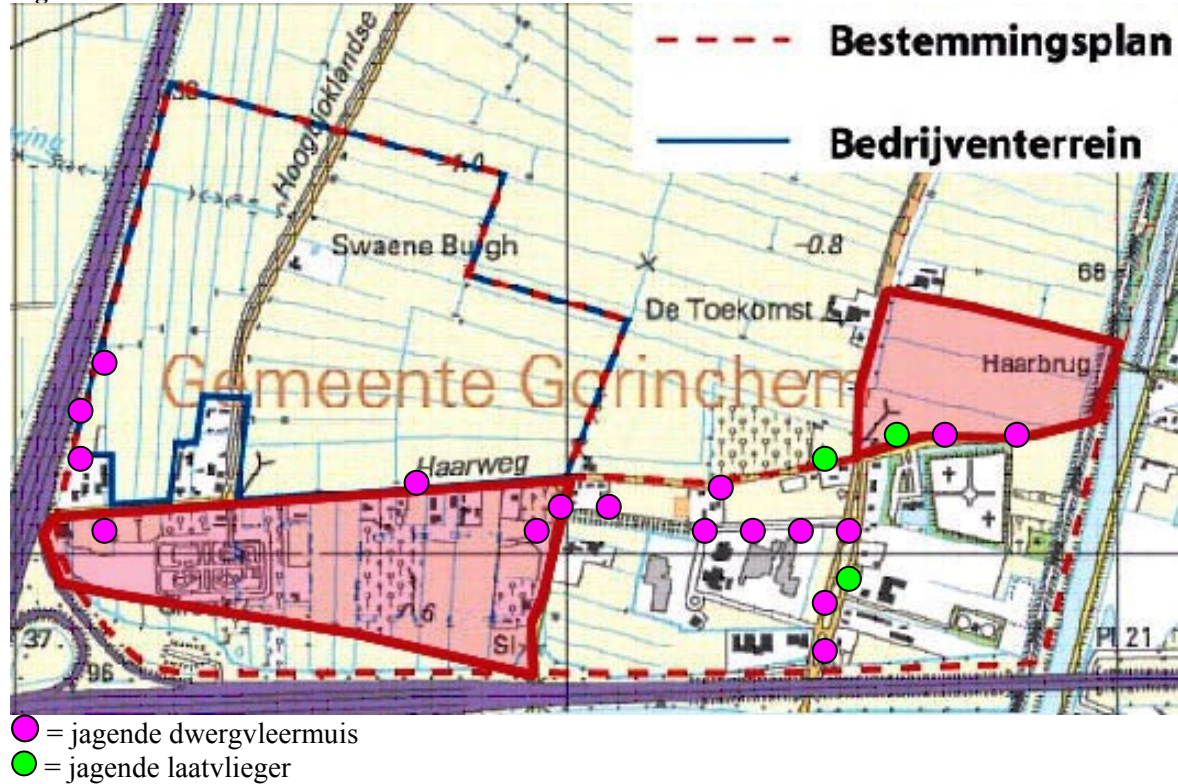 Bestemmingsplan
Bedrijventerrein
Hooghloklandse
Swaene Burgh
-0.8
68
De Toekomst
Haarbrug
Gemeente Gorinchem
Haarweg
37
96
Pl 21
= jagende dwergvleermuis
= jagende laatvlieger